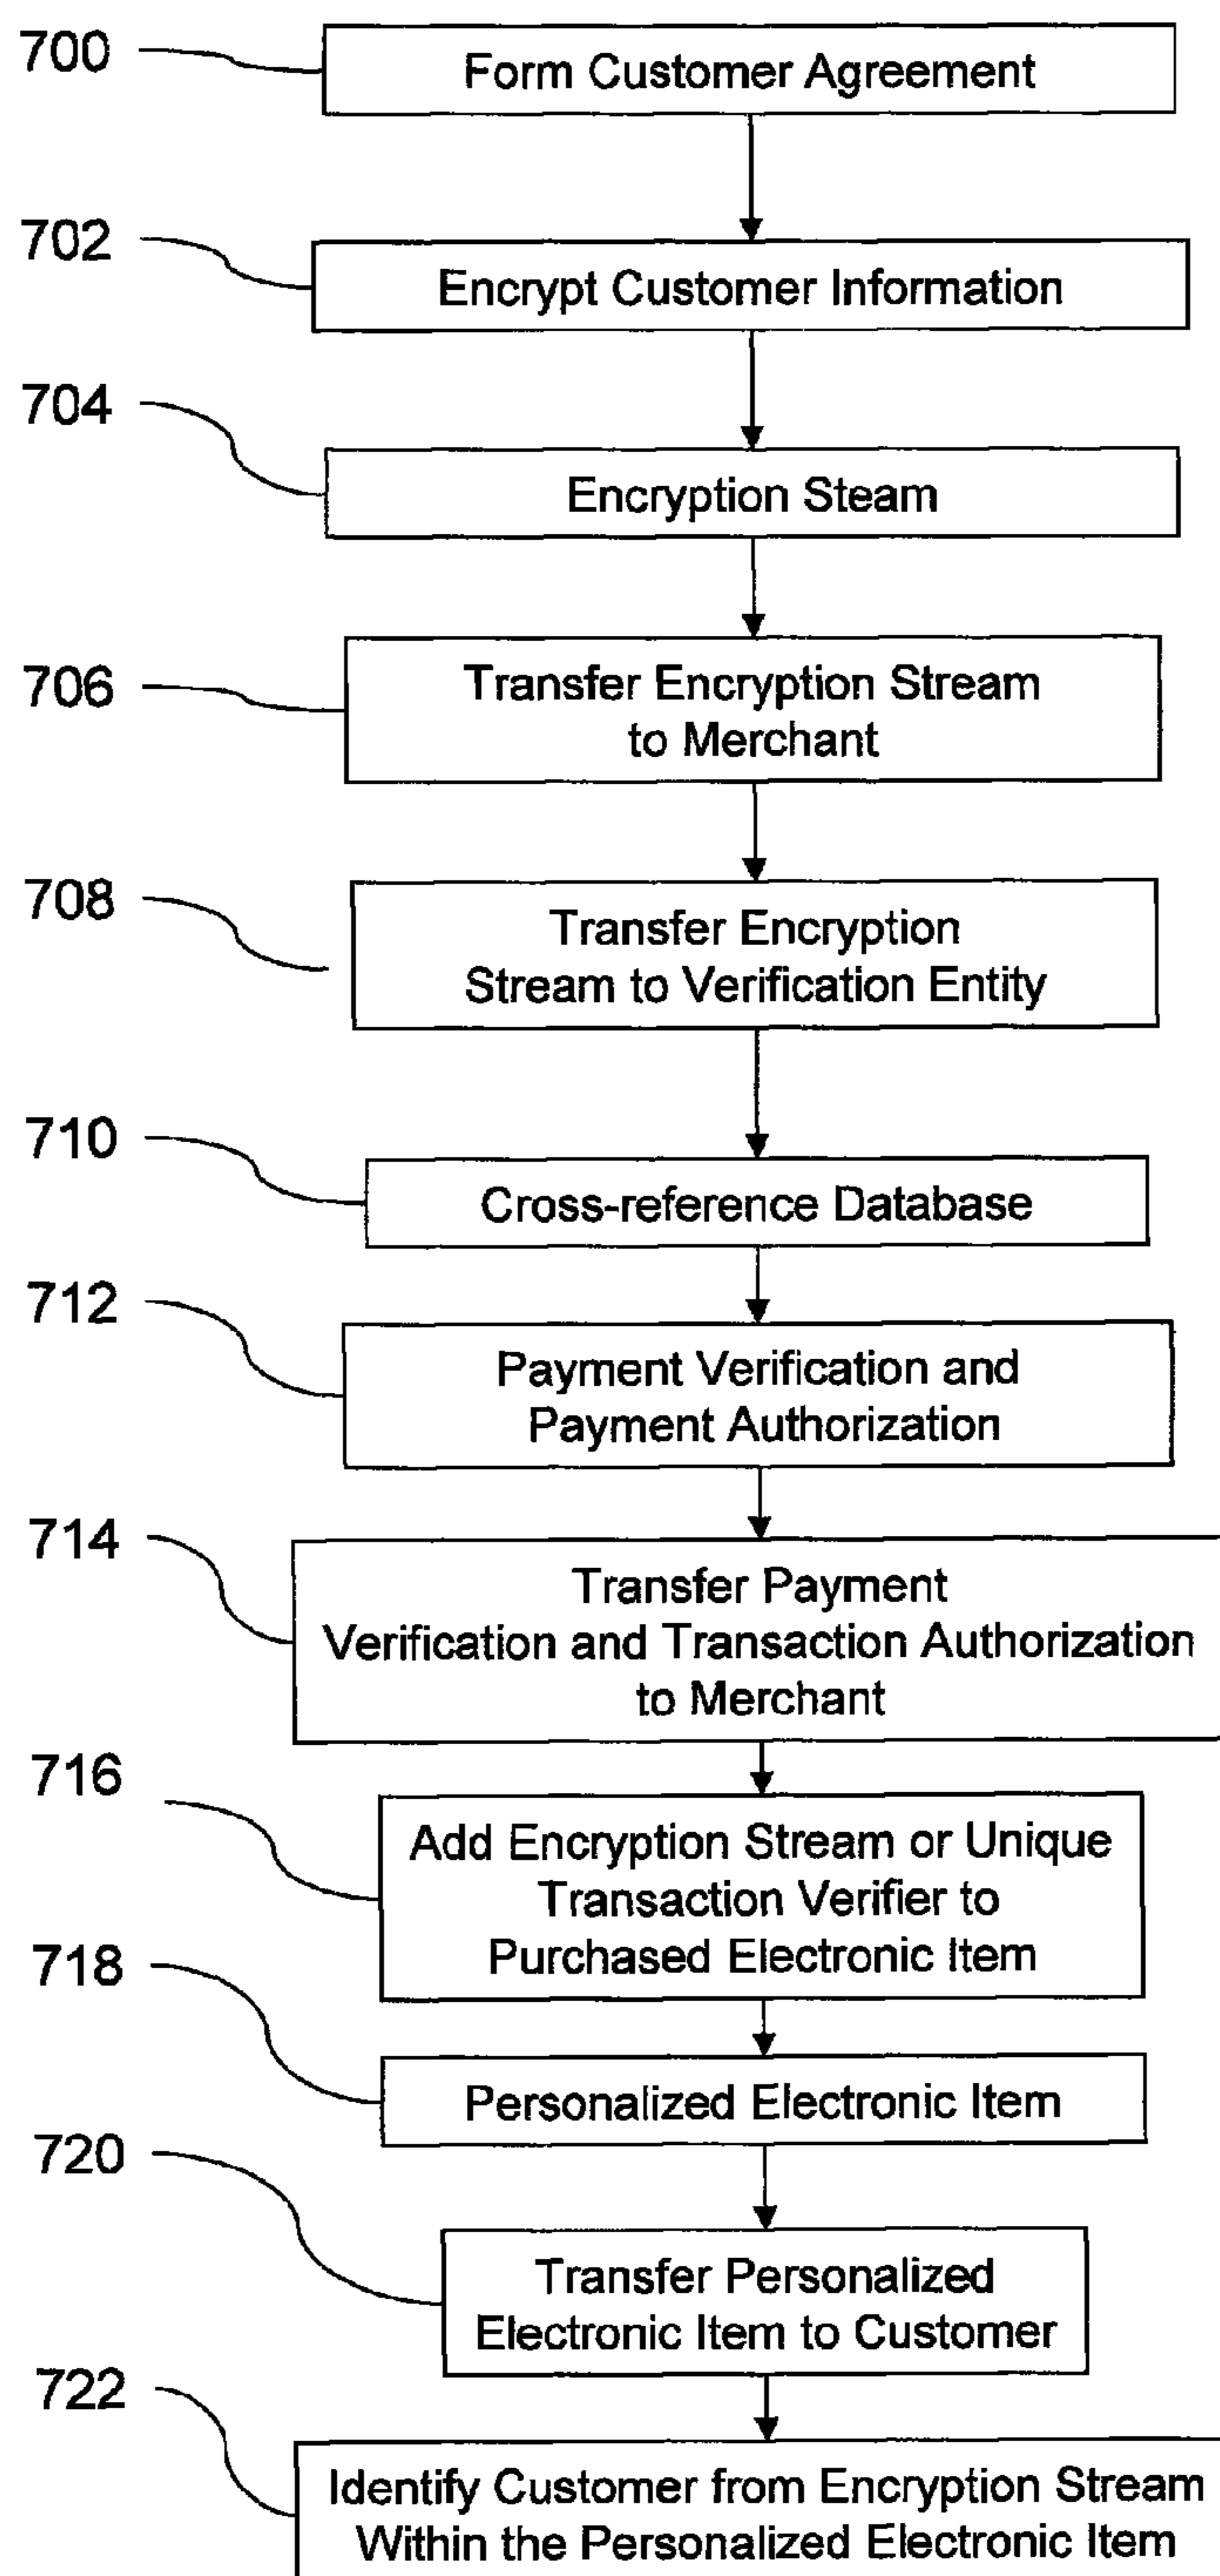 700
Form Customer Agreement
702
Encrypt Customer Information
704
Encryption Steam
706
Transfer Encryption Stream
to Merchant
708
Transfer Encryption
Stream to Verification Entity
710
Cross-reference Database
712
Payment Verification and
Payment Authorization
714
Transfer Payment
Verification and Transaction Authorization
to Merchant
716
Add Encryption Stream or Unique
Transaction Verifier to
Purchased Electronic Item
718
Personalized Electronic Item
720
Transfer Personalized
Electronic Item to Customer
722
Identify Customer from Encryption Stream
Within the Personalized Electronic Item